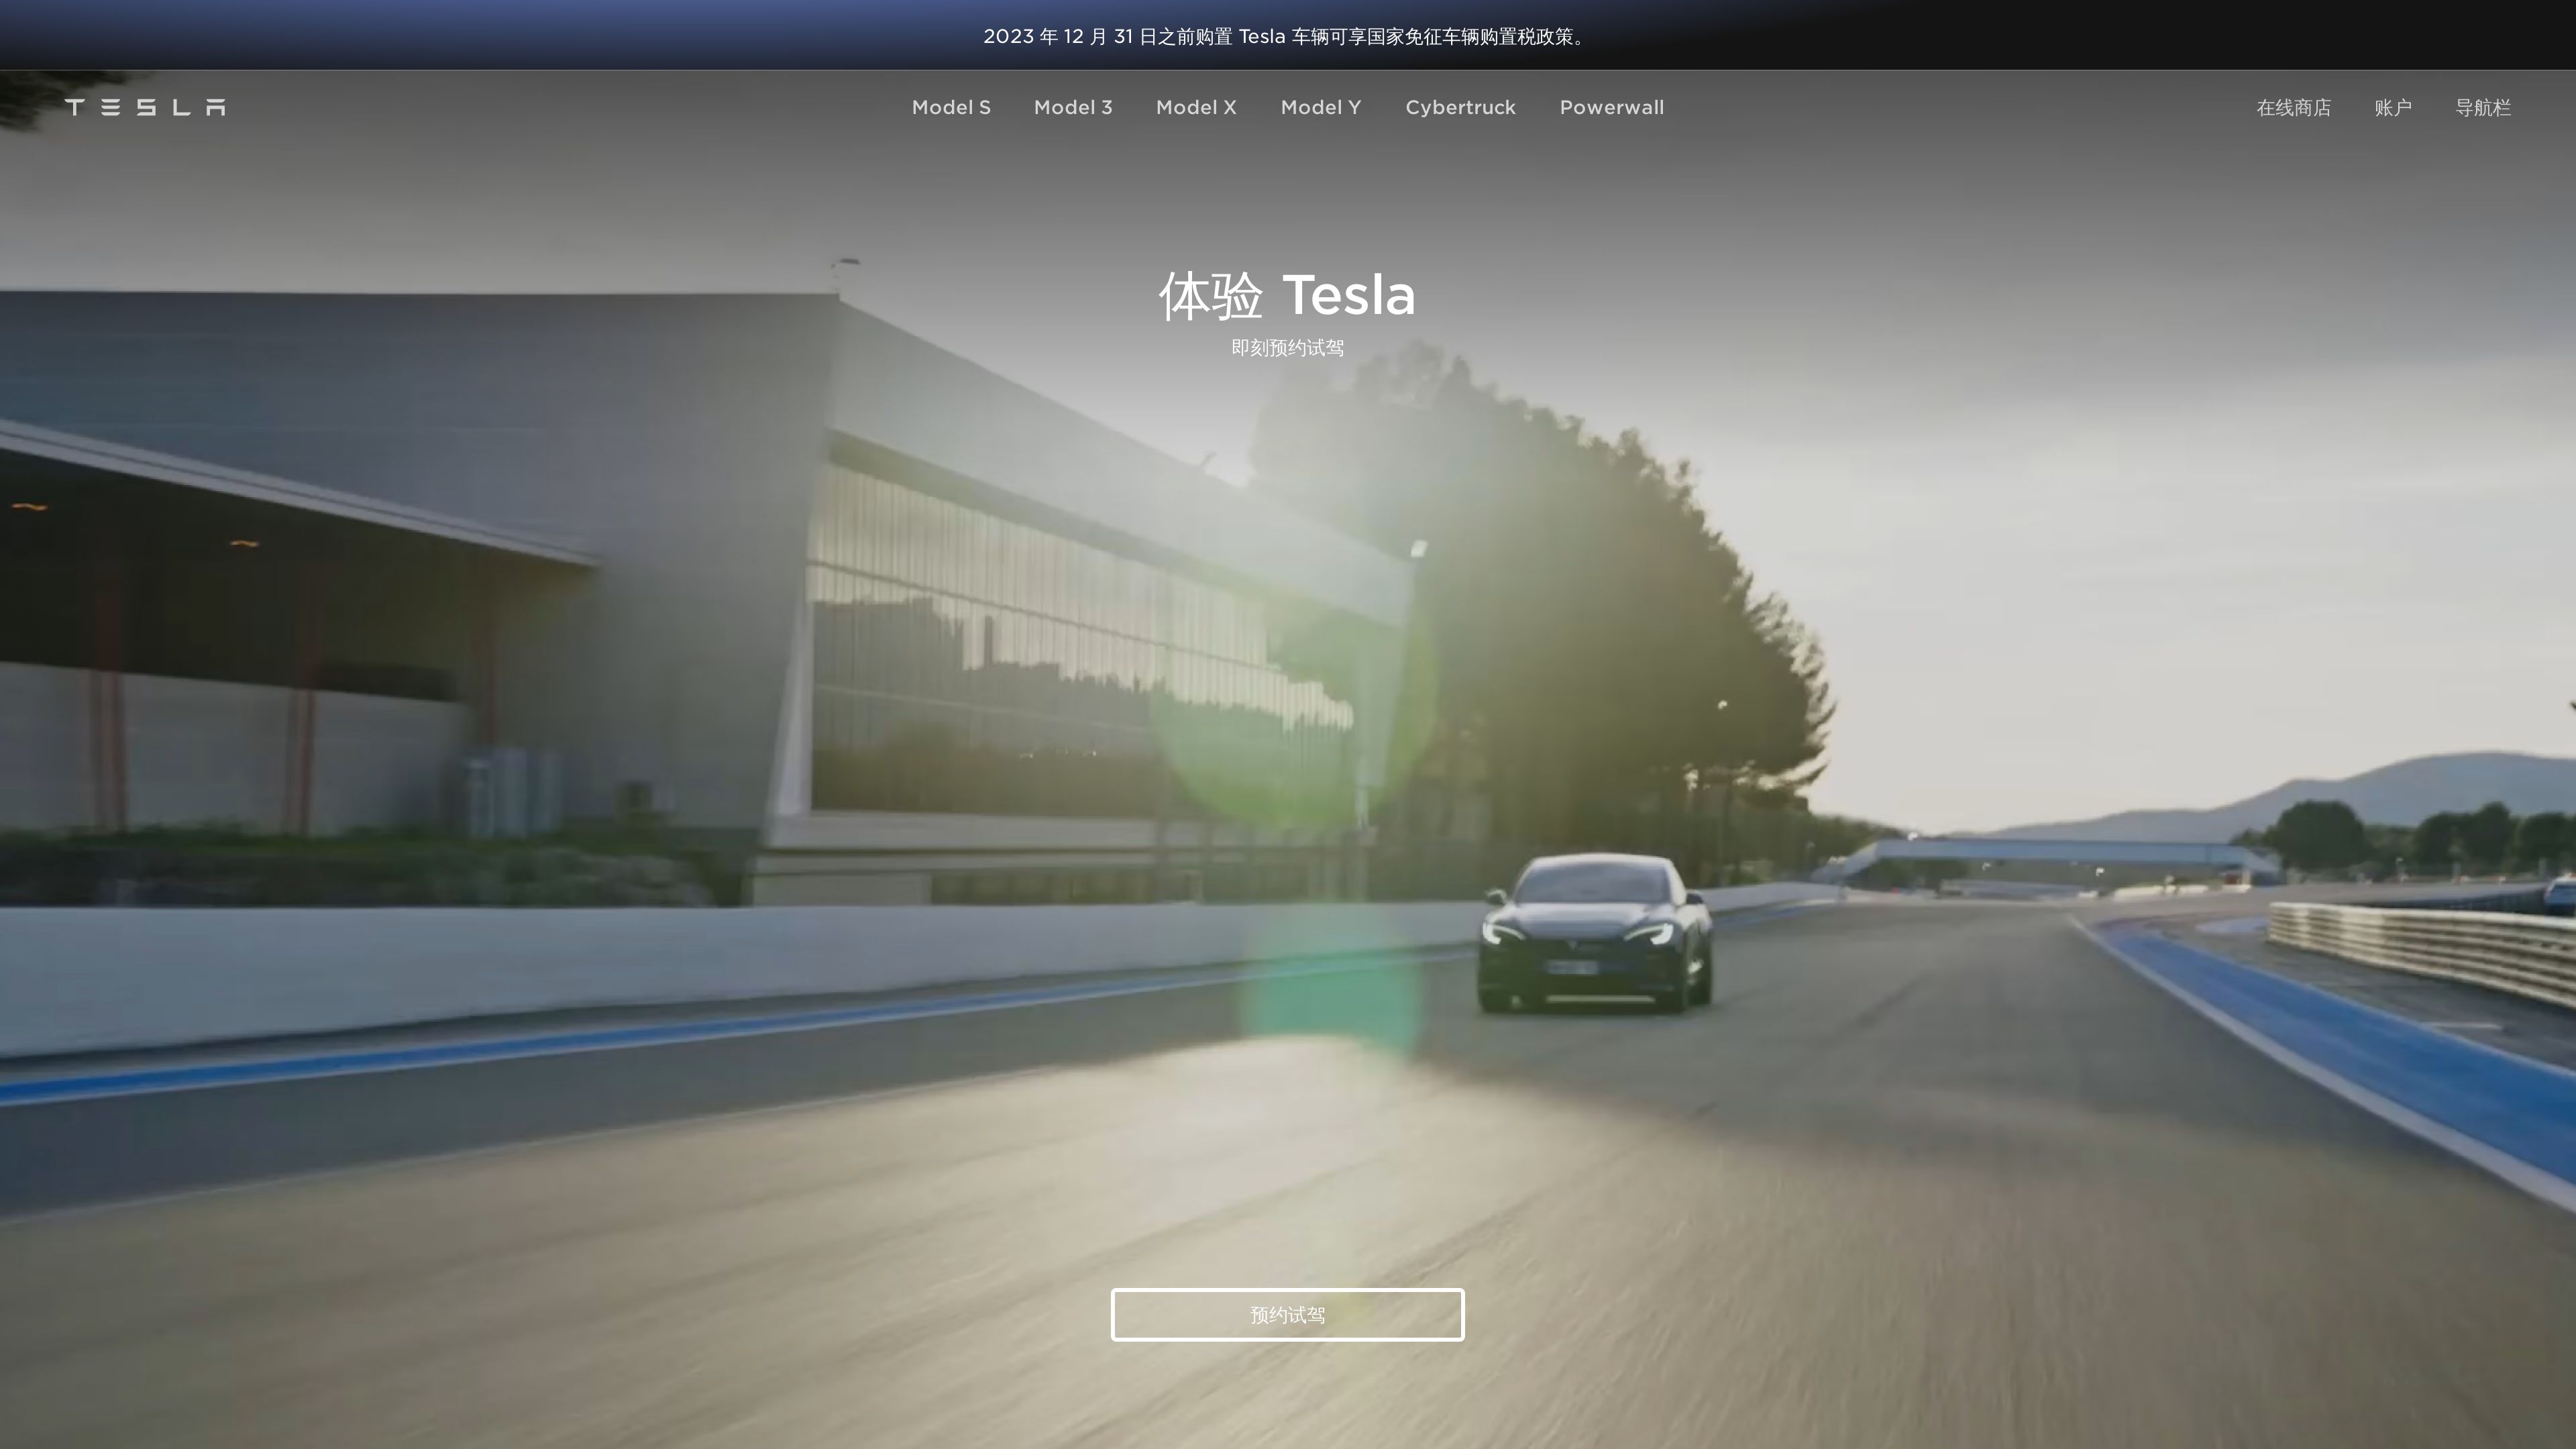 2023 年 12 月 31 日之前购置 Tesla 车辆可享国家免征车辆购置税政策。
TESLA Model S Model 3 Model X Model Y Cybertruck Powerwall 在线商店 账户 导航栏
体验 Tesla
即刻预约试驾
预约试驾